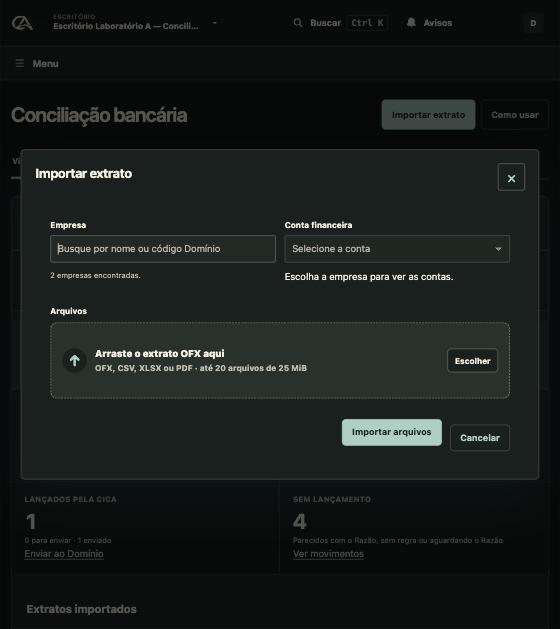 ESCRITÓRIO
Escritório Laboratório A — Concili...
Buscar
Ctrl K
Avisos
D
Menu
Conciliação bancária
Importar extrato
Como usar
Importar extrato
×
Empresa
Conta financeira
Busque por nome ou código Domínio
Selecione a conta
2 empresas encontradas.
Escolha a empresa para ver as contas.
Arquivos
Arraste o extrato OFX aqui
OFX, CSV, XLSX ou PDF · até 20 arquivos de 25 MiB
Escolher
Importar arquivos
Cancelar
LANÇADOS PELA CICA
SEM LANÇAMENTO
1
4
0 para enviar · 1 enviado
Parecidos com o Razão, sem regra ou aguardando o Razão
Enviar ao Domínio
Ver movimentos
Extratos importados